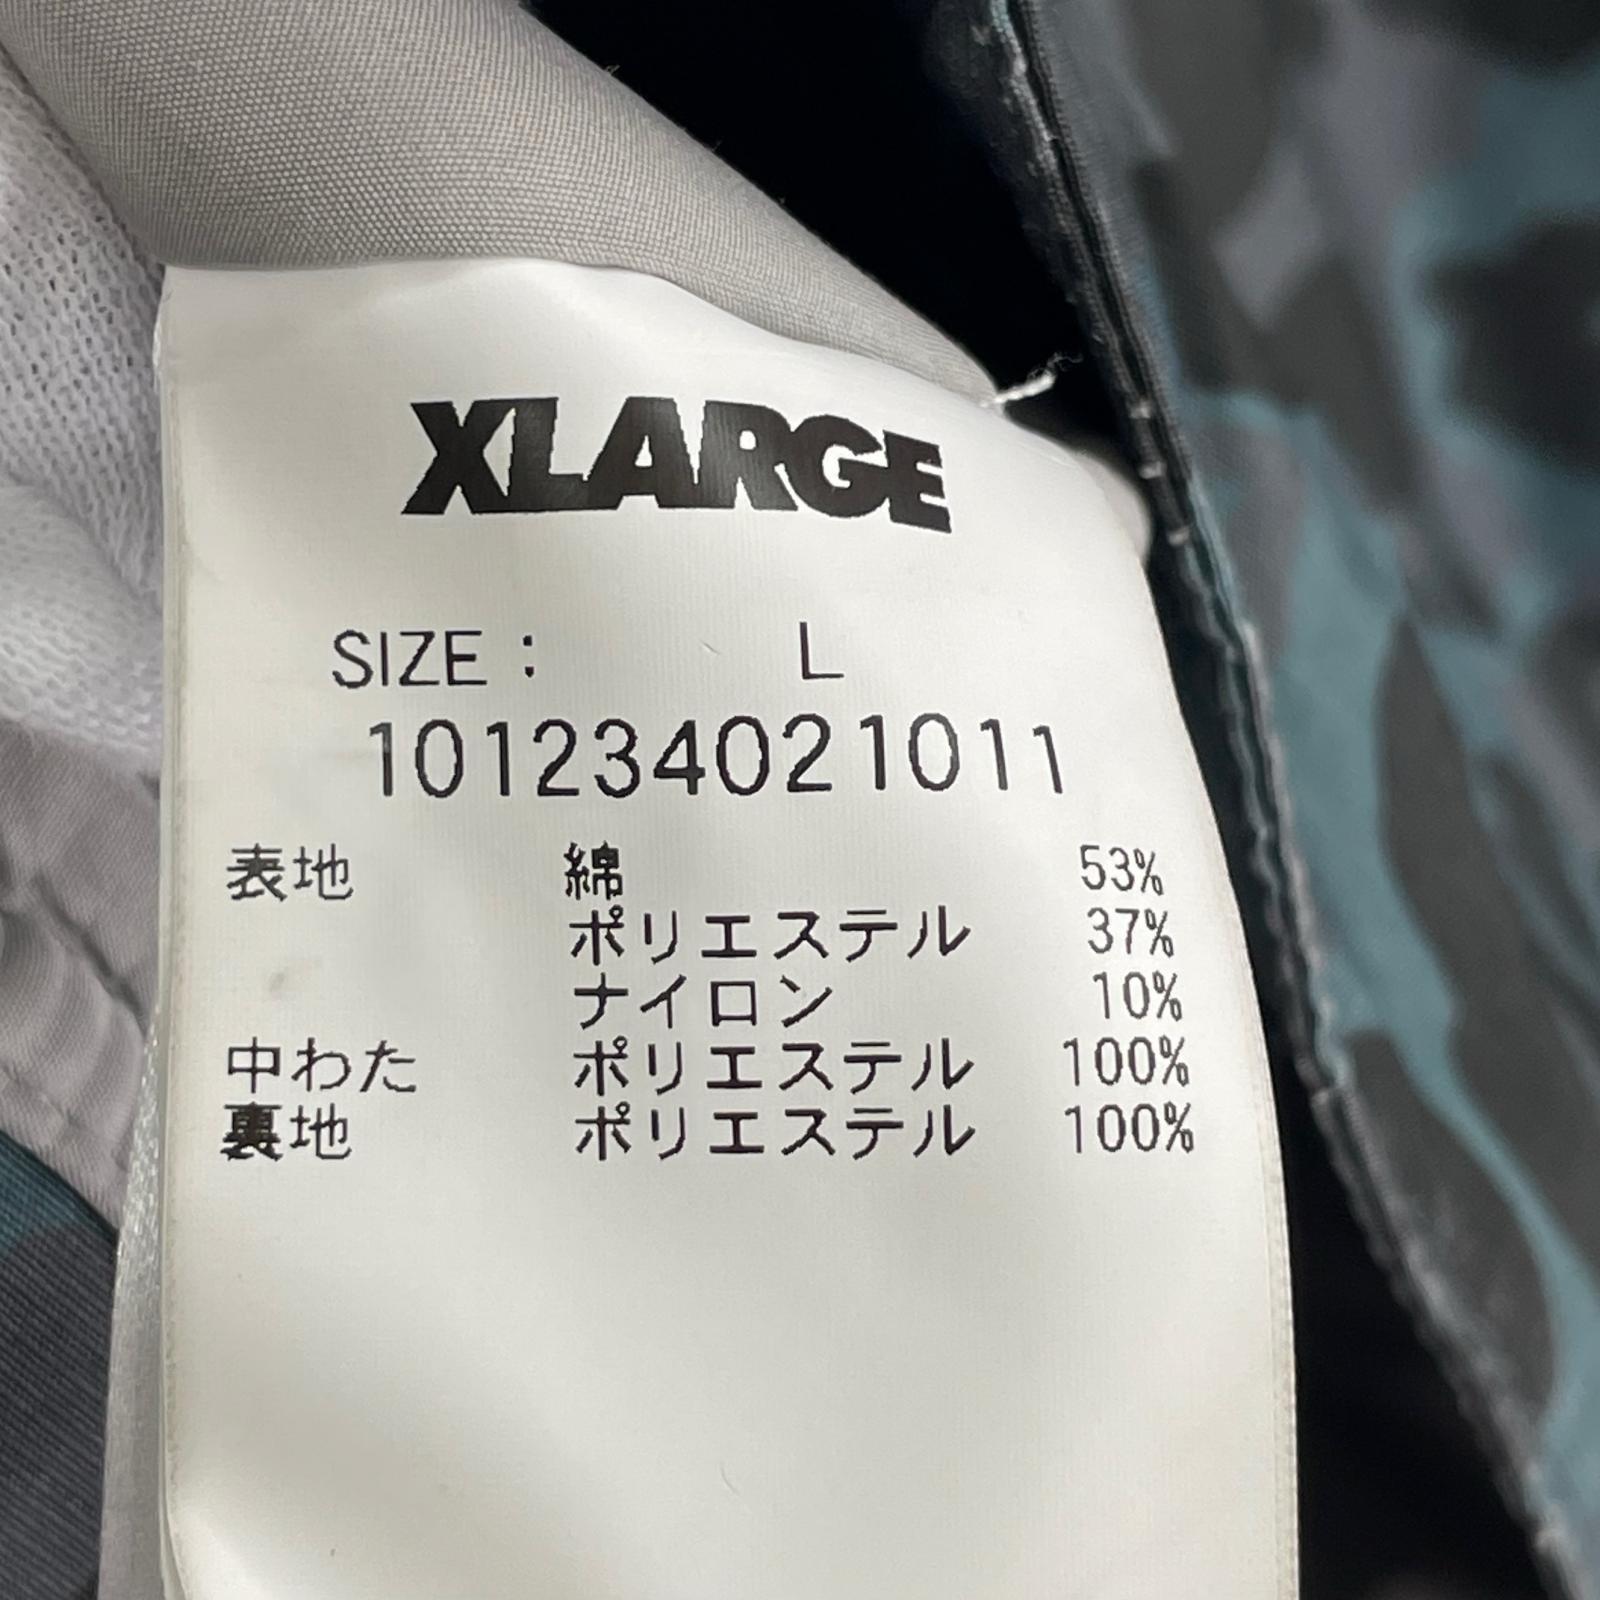 XLARGE
SIZE : L
101234021011
表地 綿 53%
ポリエステル 37%
ナイロン 10%
中わた ポリエステル 100%
裏地 ポリエステル 100%